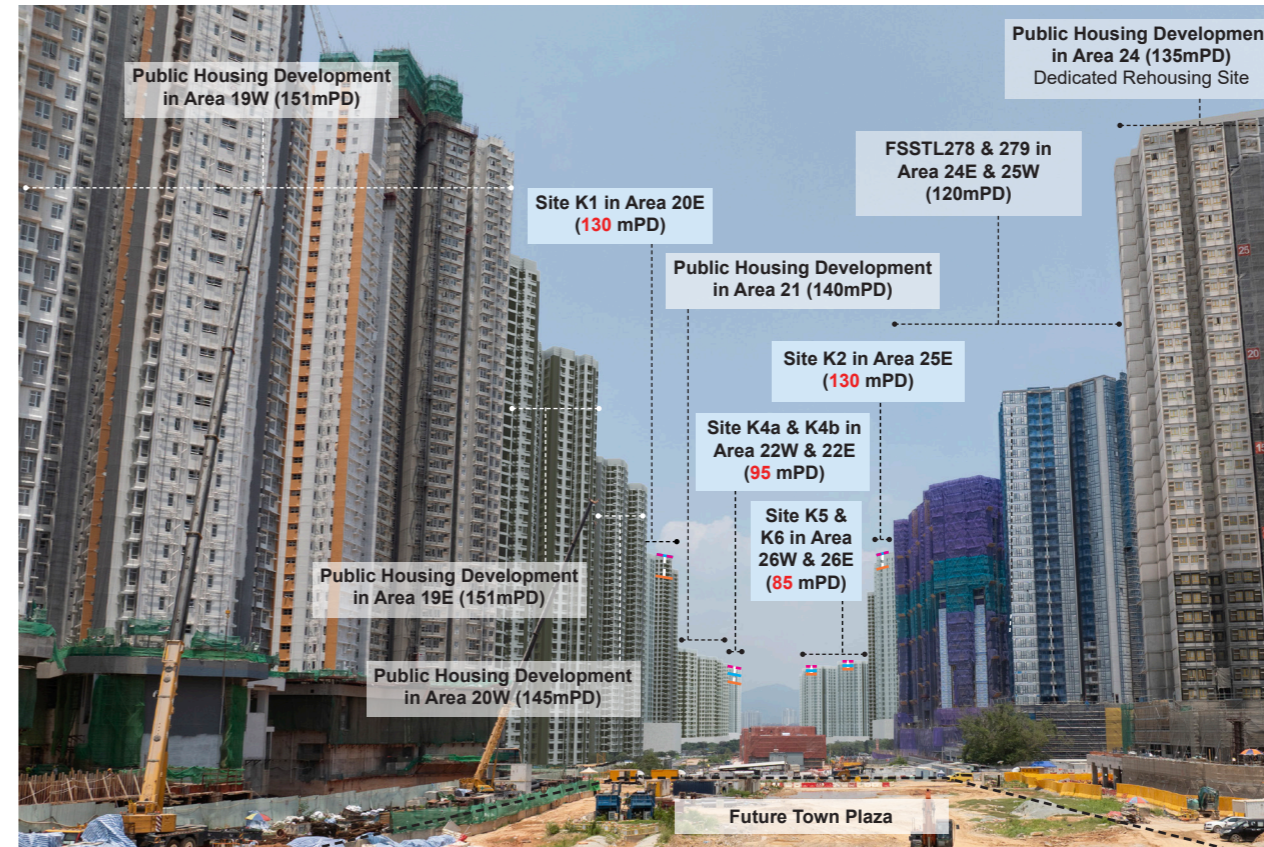 Public Housing Development
in Area 19W (151mPD)
Public Housing Developmen
in Area 24 (135mPD)
Dedicated Rehousing Site
FSSTL278 & 279 in
Area 24E & 25W
(120mPD)
Site K1 in Area 20E
(130 mPD)
Public Housing Development
in Area 21 (140mPD)
Site K2 in Area 25E
(130 mPD)
Site K4a & K4b in
Area 22W & 22E
(95 mPD)
Site K5 &
K6 in Area
26W & 26E
(85 mPD)
Public Housing Development
in Area 19E (151mPD)
Public Housing Development
in Area 20W (145mPD)
Future Town Plaza
25
20